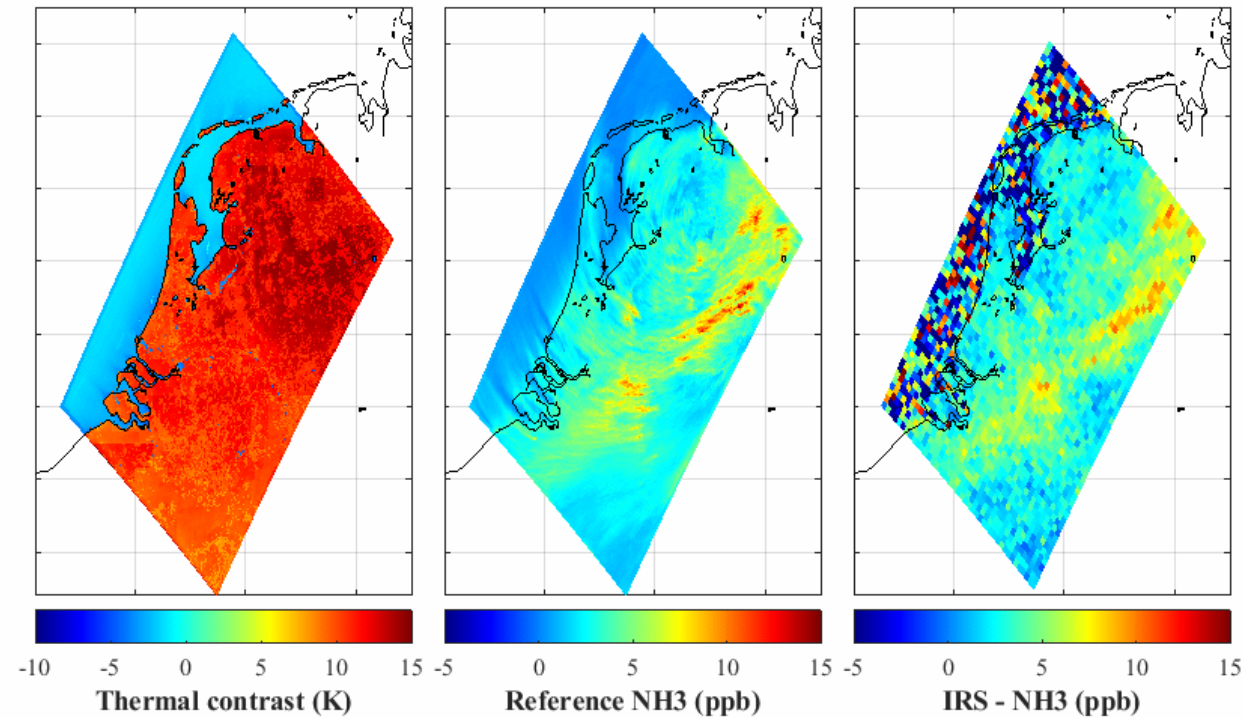 -10 -5 0 5 10 15
Thermal contrast (K)
-5 0 5 10 15
Reference NH3 (ppb)
-5 0 5 10 15
IRS - NH3 (ppb)